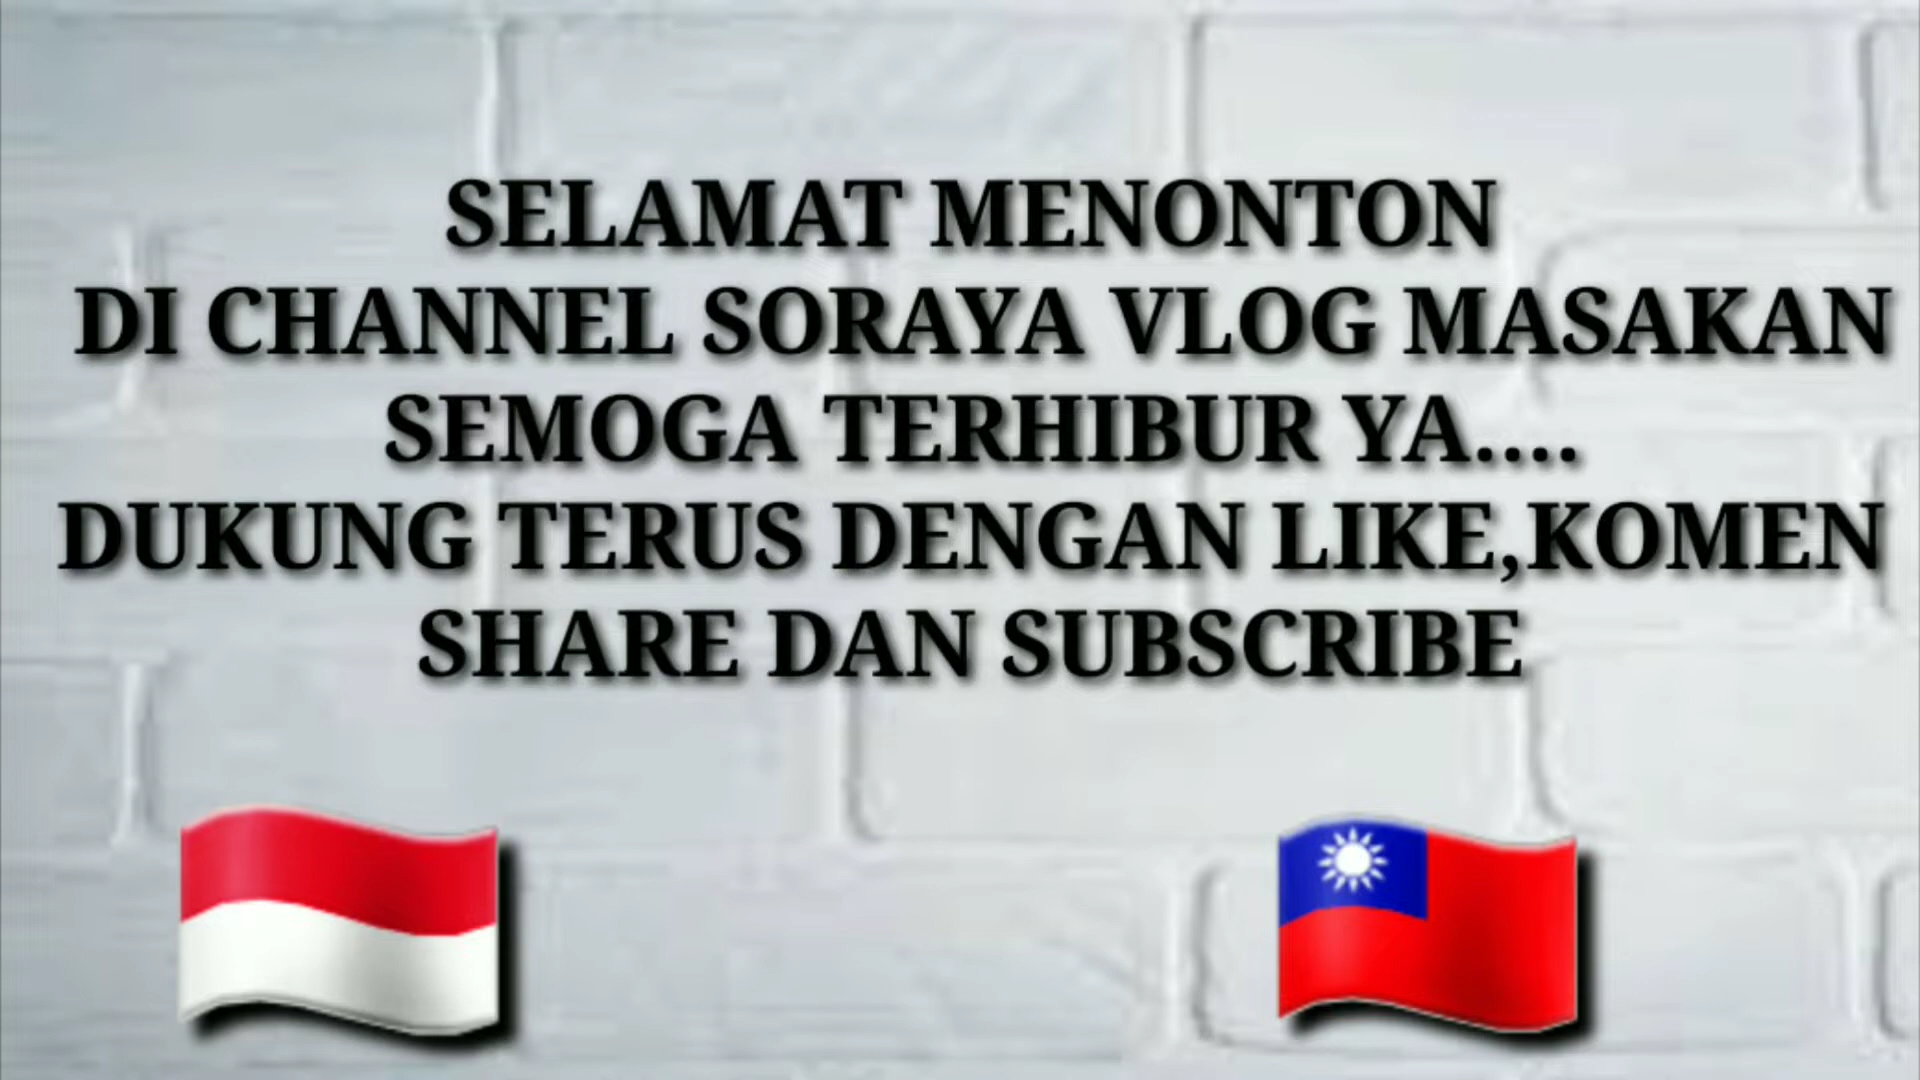 SELAMAT MENONTON
DI CHANNEL SORAYA VLOG MASAKAN
SEMOGA TERHIBUR YA....
DUKUNG TERUS DENGAN LIKE,KOMEN
SHARE DAN SUBSCRIBE